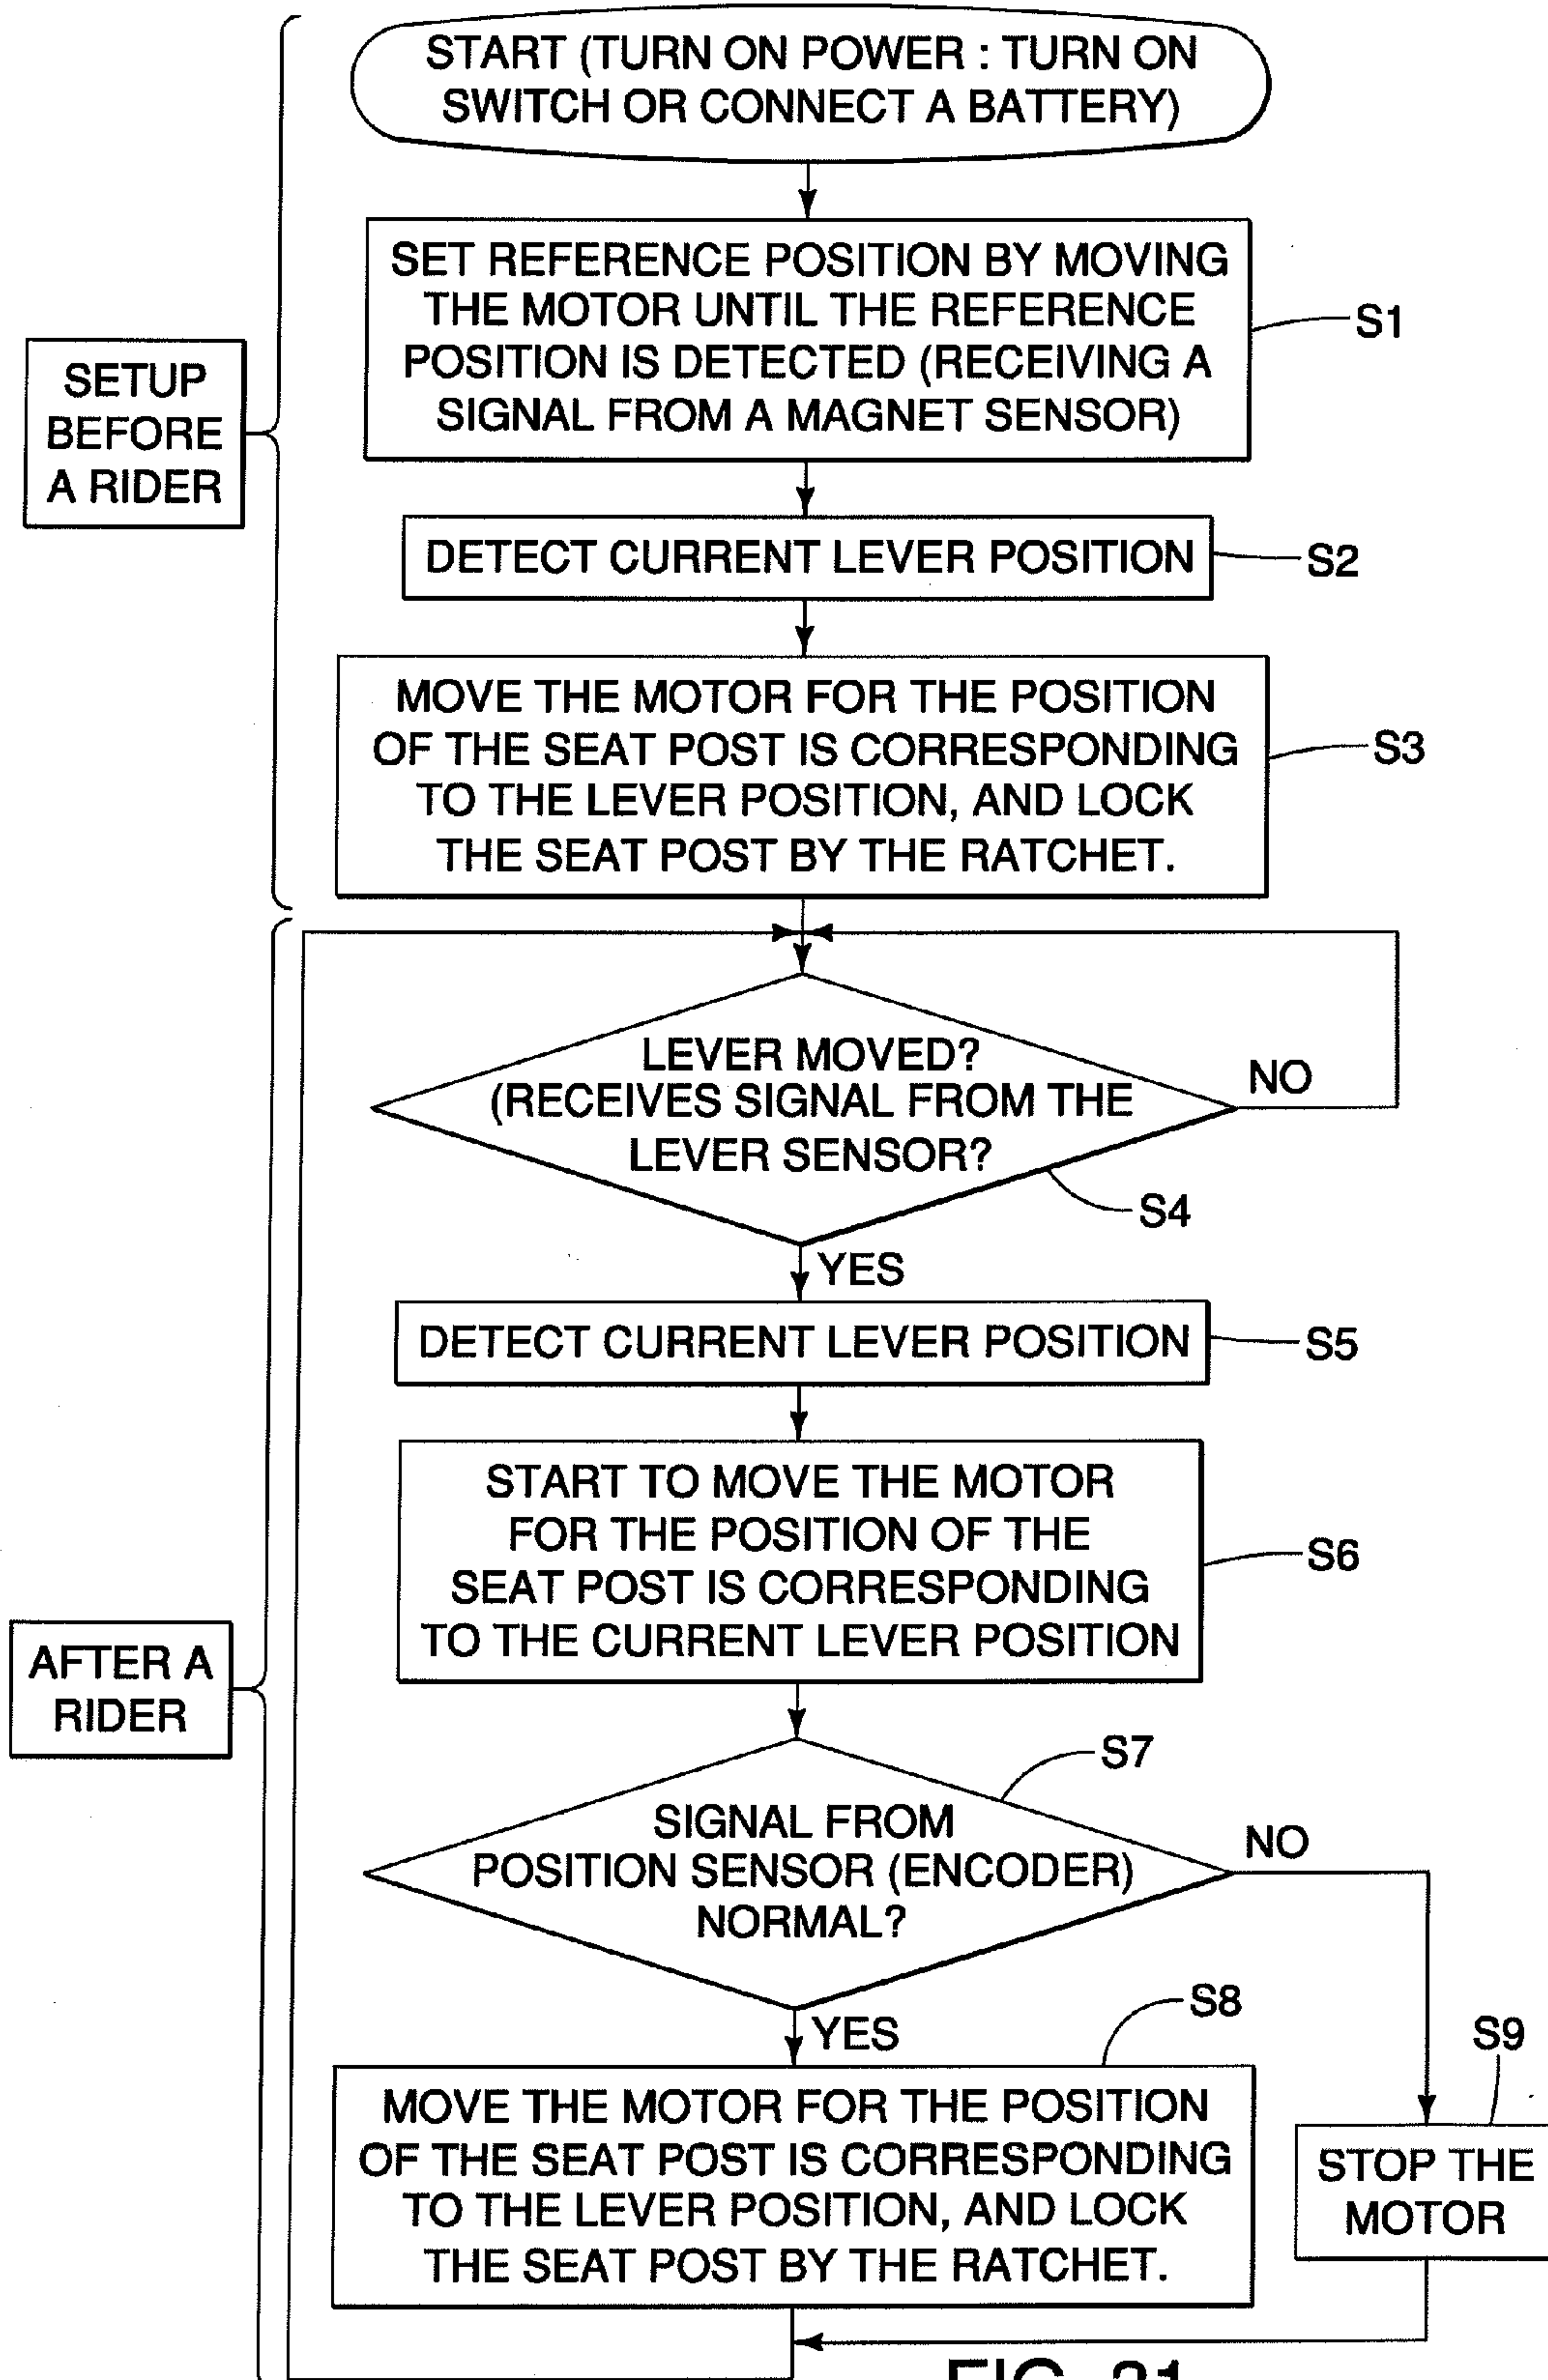 START (TURN ON POWER : TURN ON
SWITCH OR CONNECT A BATTERY)
SET REFERENCE POSITION BY MOVING
THE MOTOR UNTIL THE REFERENCE
POSITION IS DETECTED (RECEIVING A
SIGNAL FROM A MAGNET SENSOR)
S1
SETUP
BEFORE
A RIDER
DETECT CURRENT LEVER POSITION
S2
MOVE THE MOTOR FOR THE POSITION
OF THE SEAT POST IS CORRESPONDING
TO THE LEVER POSITION, AND LOCK
THE SEAT POST BY THE RATCHET.
S3
LEVER MOVED?
(RECEIVES SIGNAL FROM THE
LEVER SENSOR?
NO
S4
YES
DETECT CURRENT LEVER POSITION
S5
START TO MOVE THE MOTOR
FOR THE POSITION OF THE
SEAT POST IS CORRESPONDING
TO THE CURRENT LEVER POSITION
S6
AFTER A
RIDER
S7
SIGNAL FROM
POSITION SENSOR (ENCODER)
NORMAL?
NO
YES
S8
S9
MOVE THE MOTOR FOR THE POSITION
OF THE SEAT POST IS CORRESPONDING
TO THE LEVER POSITION, AND LOCK
THE SEAT POST BY THE RATCHET.
STOP THE
MOTOR
FIG.